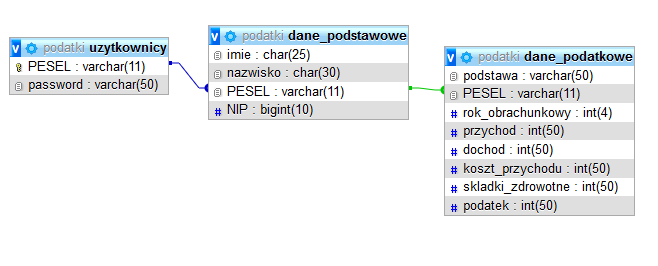 podatki uzytkownicy
PESEL : varchar(11)
password : varchar(50)
podatki dane_podstawowe
imie : char(25)
nazwisko : char(30)
PESEL : varchar(11)
# NIP : bigint(10)
podatki dane_podatkowe
podstawa : varchar(50)
PESEL : varchar(11)
# rok_obrachunkowy : int(4)
# przychod : int(50)
# dochod : int(50)
# koszt_przychodu : int(50)
# skladki_zdrowotne : int(50)
# podatek : int(50)